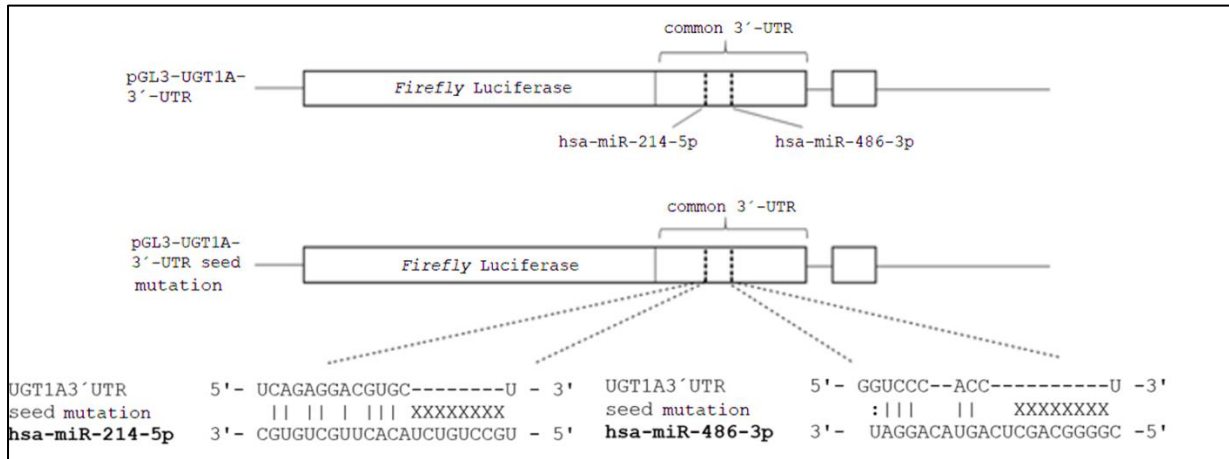 common 3´-UTR
pGL3-UGT1A-
3´-UTR
Firefly Luciferase
hsa-miR-214-5p
hsa-miR-486-3p
common 3´-UTR
pGL3-UGT1A-
3´-UTR seed
mutation
Firefly Luciferase
UGT1A3´UTR 5'- UCAGAGGACGUGC--------U - 3'
seed mutation || || | ||| XXXXXXXX
hsa-miR-214-5p 3'- CGUGUCGUUCACAUCUGUCCGU - 5'
UGT1A3´UTR 5'- GGUCCC--ACC----------U -3'
seed mutation :||| || XXXXXXXX
hsa-miR-486-3p 3'- UAGGACAUGACUCGACGGGGC -5'